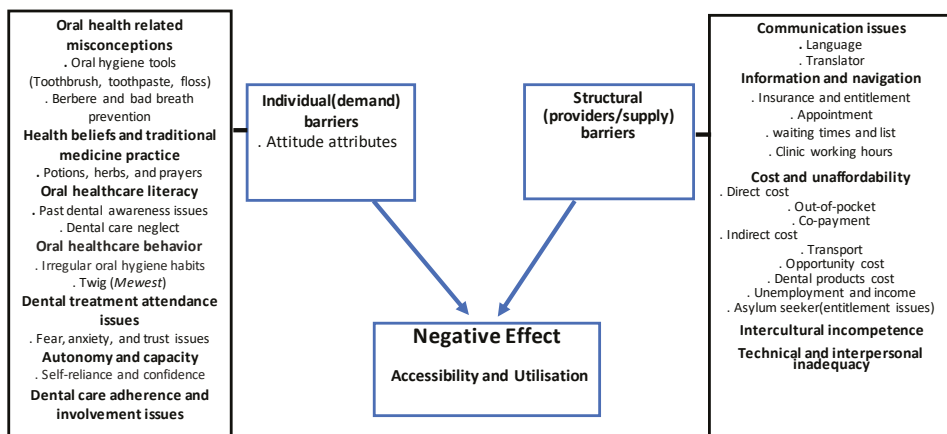 Oral health related
misconceptions
. Oral hygiene tools
(Toothbrush, toothpaste, floss)
. Berbere and bad breath
prevention
Health beliefs and traditional
medicine practice
. Potions, herbs, and prayers
Oral healthcare literacy
. Past dental awareness issues
. Dental care neglect
Oral healthcare behavior
. Irregular oral hygiene habits
. Twig (Mewest)
Dental treatment attendance
issues
. Fear, anxiety, and trust issues
Autonomy and capacity
. Self-reliance and confidence
Dental care adherence and
involvement issues
Individual(demand)
barriers
. Attitude attributes
Structural
(providers/supply)
barriers
Negative Effect
Accessibility and Utilisation
Communication issues
. Language
. Translator
Information and navigation
. Insurance and entitlement
. Appointment
. waiting times and list
. Clinic working hours
Cost and unaffordability
. Direct cost
. Out-of-pocket
. Co-payment
. Indirect cost
. Transport
. Opportunity cost
. Dental products cost
. Unemployment and income
. Asylum seeker(entitlement issues)
Intercultural incompetence
Technical and interpersonal
inadequacy